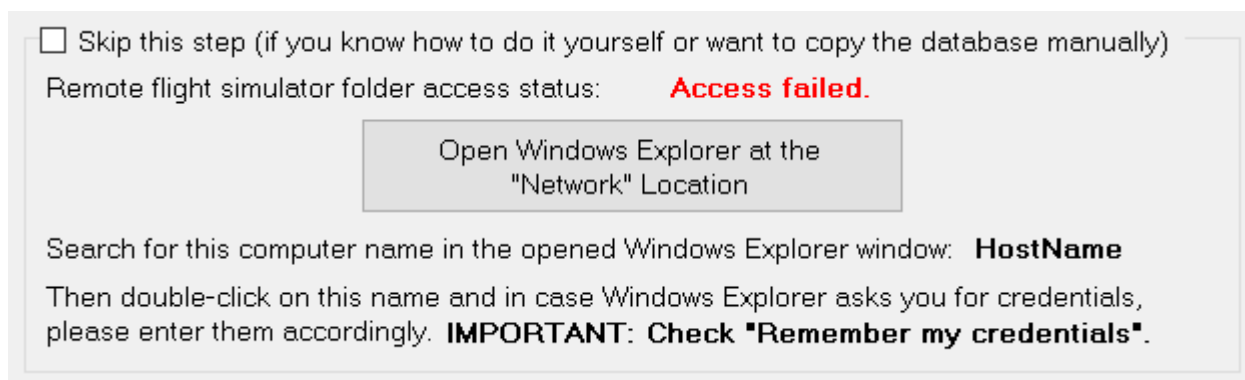 Skip this step (if you know how to do it yourself or want to copy the database manually)
Remote flight simulator folder access status: Access failed.
Open Windows Explorer at the
"Network" Location
Search for this computer name in the opened Windows Explorer window: HostName
Then double-click on this name and in case Windows Explorer asks you for credentials,
please enter them accordingly. IMPORTANT: Check "Remember my credentials".